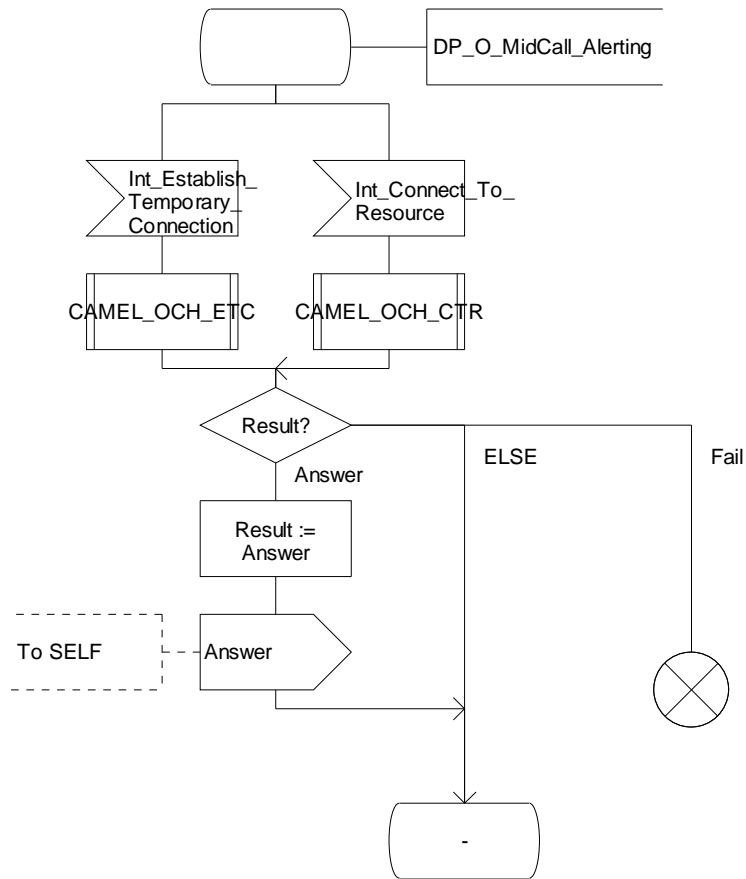 DP_O_MidCall_Alerting
Int_Establish_
Temporary_
Connection
Int_Connect_To_
Resource
CAMEL_OCH_ETC
CAMEL_OCH_CTR
Result?
ELSE
Fail
Answer
Result :=
Answer
To SELF
Answer
-